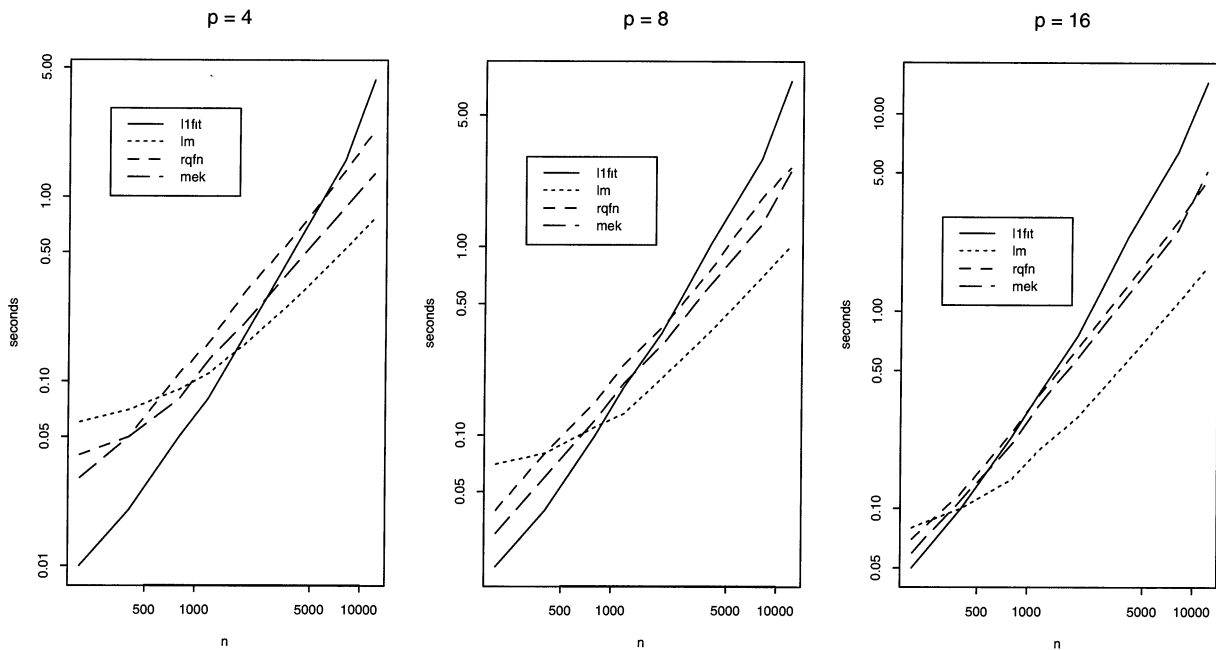 p = 4
5.00
1.00
0.50
0.10
0.05
0.01
seconds
l1fit
lm
rqfn
mek
500
1000
5000
10000
n
p = 8
5.00
1.00
0.50
0.10
0.05
seconds
l1fit
lm
rqfn
mek
500
1000
5000
10000
n
p = 16
10.00
5.00
1.00
0.50
0.10
0.05
seconds
l1fit
lm
rqfn
mek
500
1000
5000
10000
n